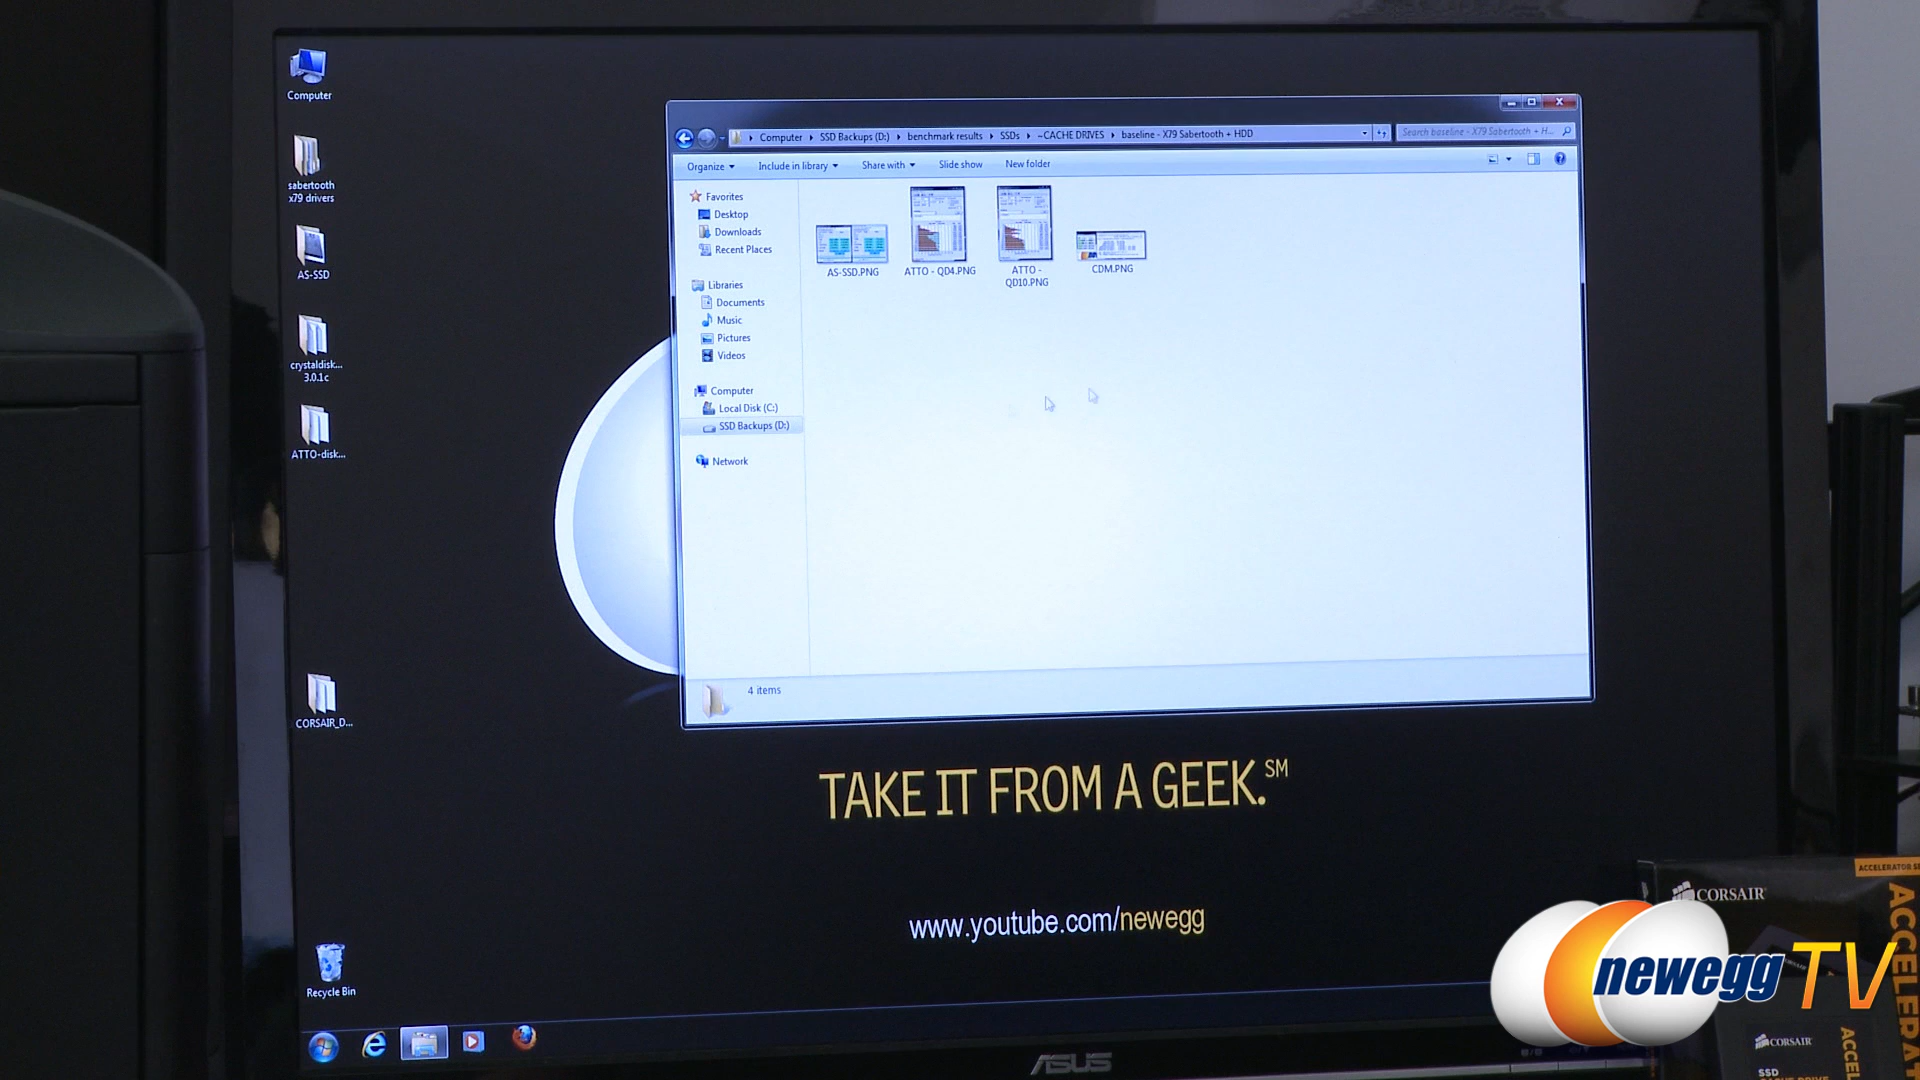 Computer
sabertooth
x79 drivers
AS-SSD
crystaldisk...
3.0.1c
ATTO-disk...
CORSAIR_D...
Recycle Bin
Computer SSD Backups (D:) benchmark results SSDs ~CACHE DRIVES baseline - X79 Sabertooth + HDD
Search baseline - X79 Sabertooth + H...
Organize Include in library Share with Slide show New folder
Favorites
Desktop
Downloads
Recent Places
Libraries
Documents
Music
Pictures
Videos
Computer
Local Disk (C:)
SSD Backups (D:)
Network
AS-SSD.PNG
ATTO - QD4.PNG
ATTO -
QD10.PNG
CDM.PNG
4 items
TAKE IT FROM A GEEK.SM
www.youtube.com/newegg
ASUS
ACCELERATOR
CORSAIR
newegg TV
CORSAIR
SSD